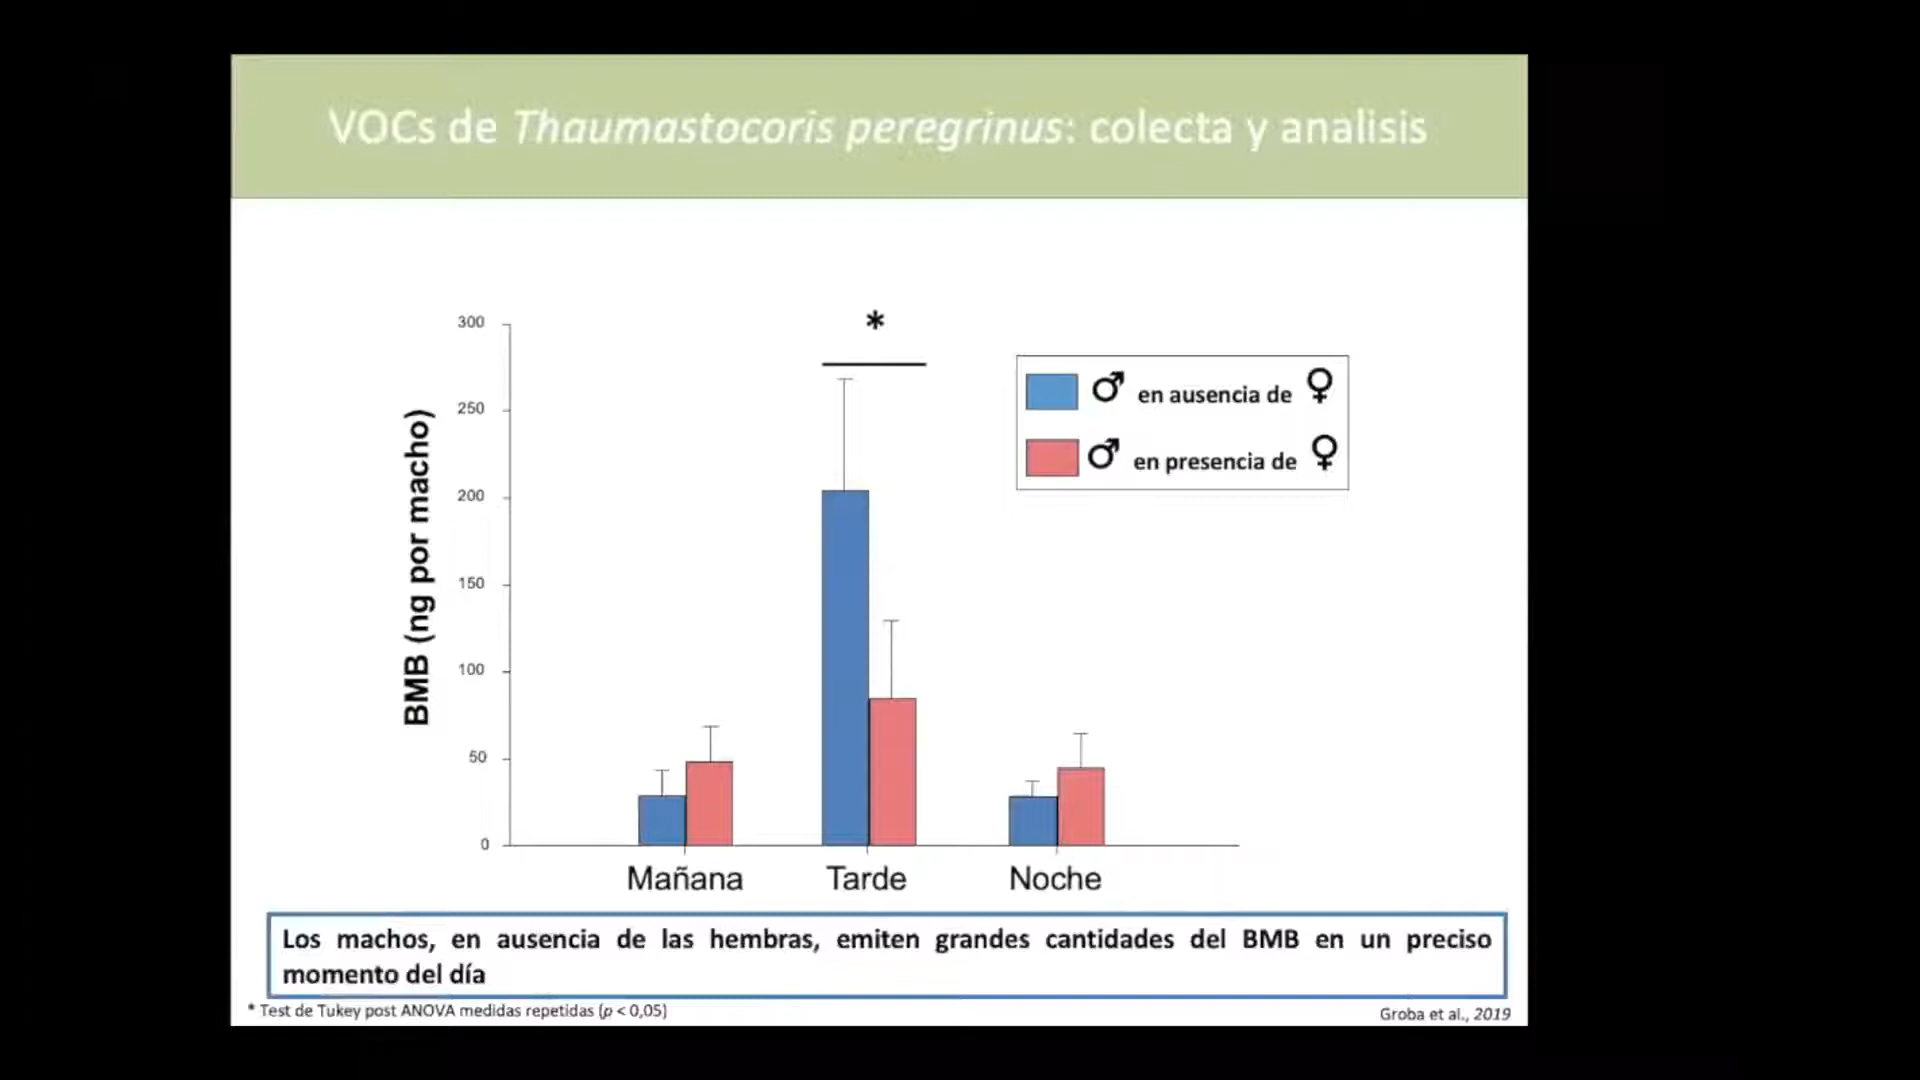 VOCs de Thaumastocoris peregrinus: colecta y analisis
*
300
250
200
150
100
50
0
BMB (ng por macho)
♂ en ausencia de ♀
♂ en presencia de ♀
Mañana Tarde Noche
Los machos, en ausencia de las hembras, emiten grandes cantidades del BMB en un preciso
momento del día
* Test de Tukey post ANOVA medidas repetidas (p < 0,05)
Groba et al., 2019